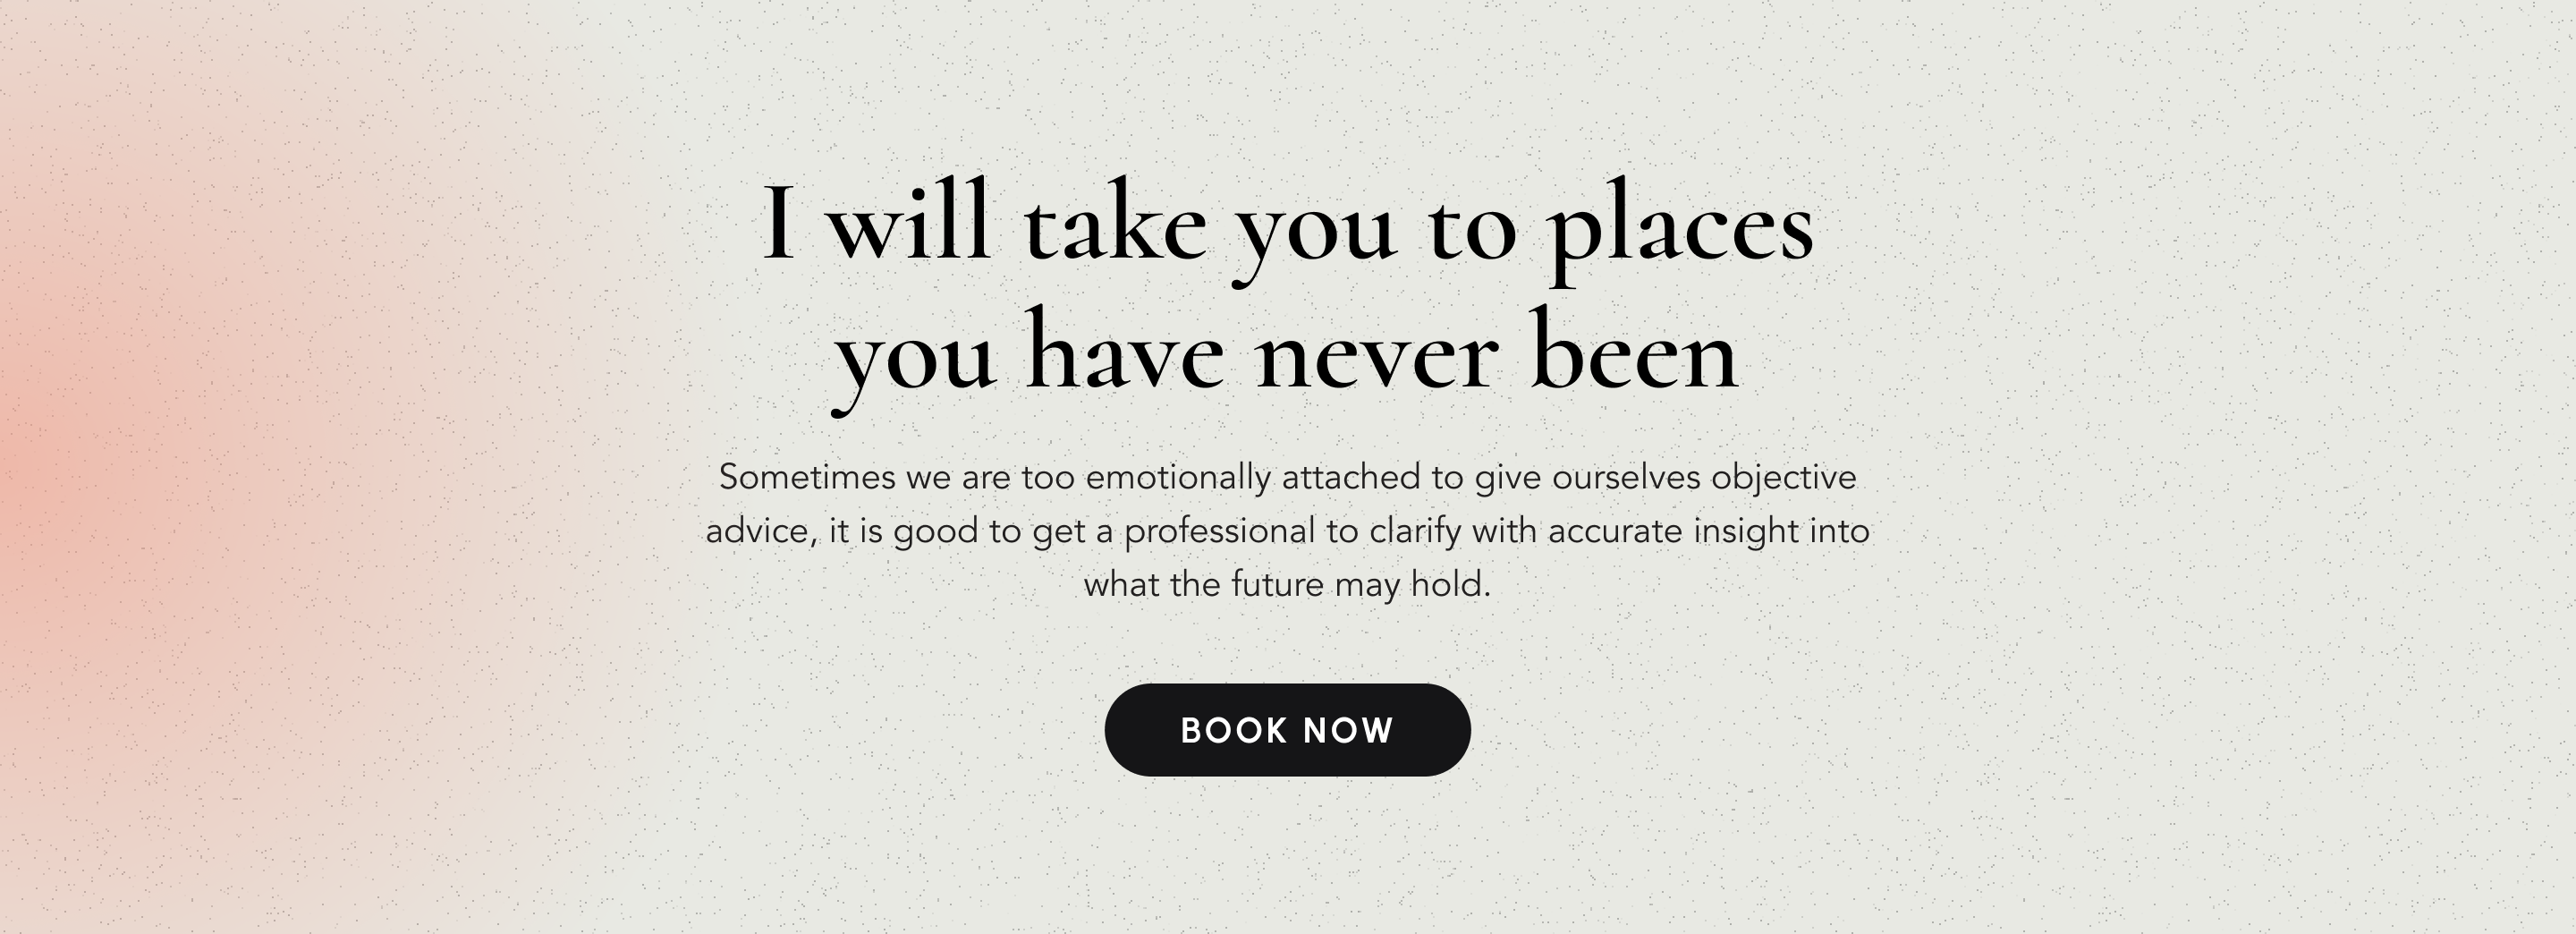 I will take you to places
you have never been
Sometimes we are too emotionally attached to give ourselves objective
advice, it is good to get a professional to clarify with accurate insight into
what the future may hold.
BOOK NOW